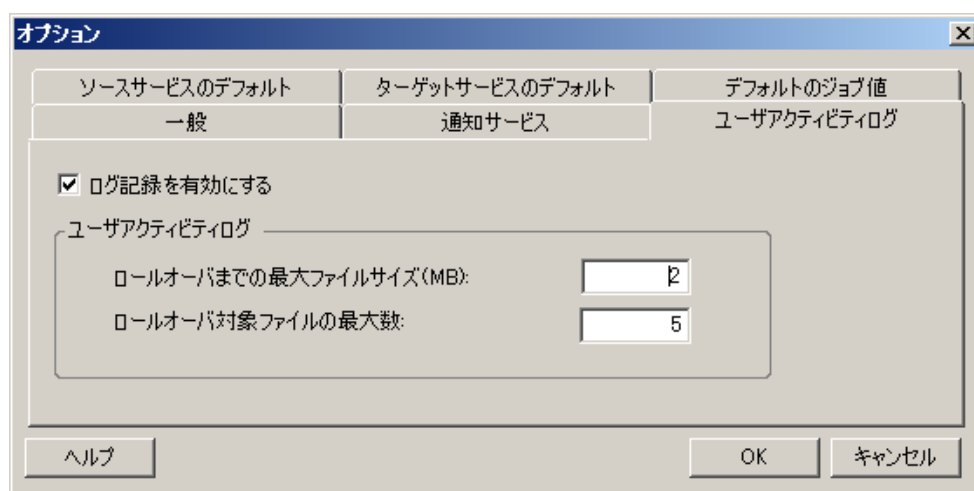 オプション
ソースサービスのデフォルト ターゲットサービスのデフォルト デフォルトのジョブ値
一般 通知サービス ユーザアクティビティログ
ログ記録を有効にする
ユーザアクティビティログ
ロールオーバまでの最大ファイルサイズ(MB): 2
ロールオーバ対象ファイルの最大数: 5
ヘルプ OK キャンセル